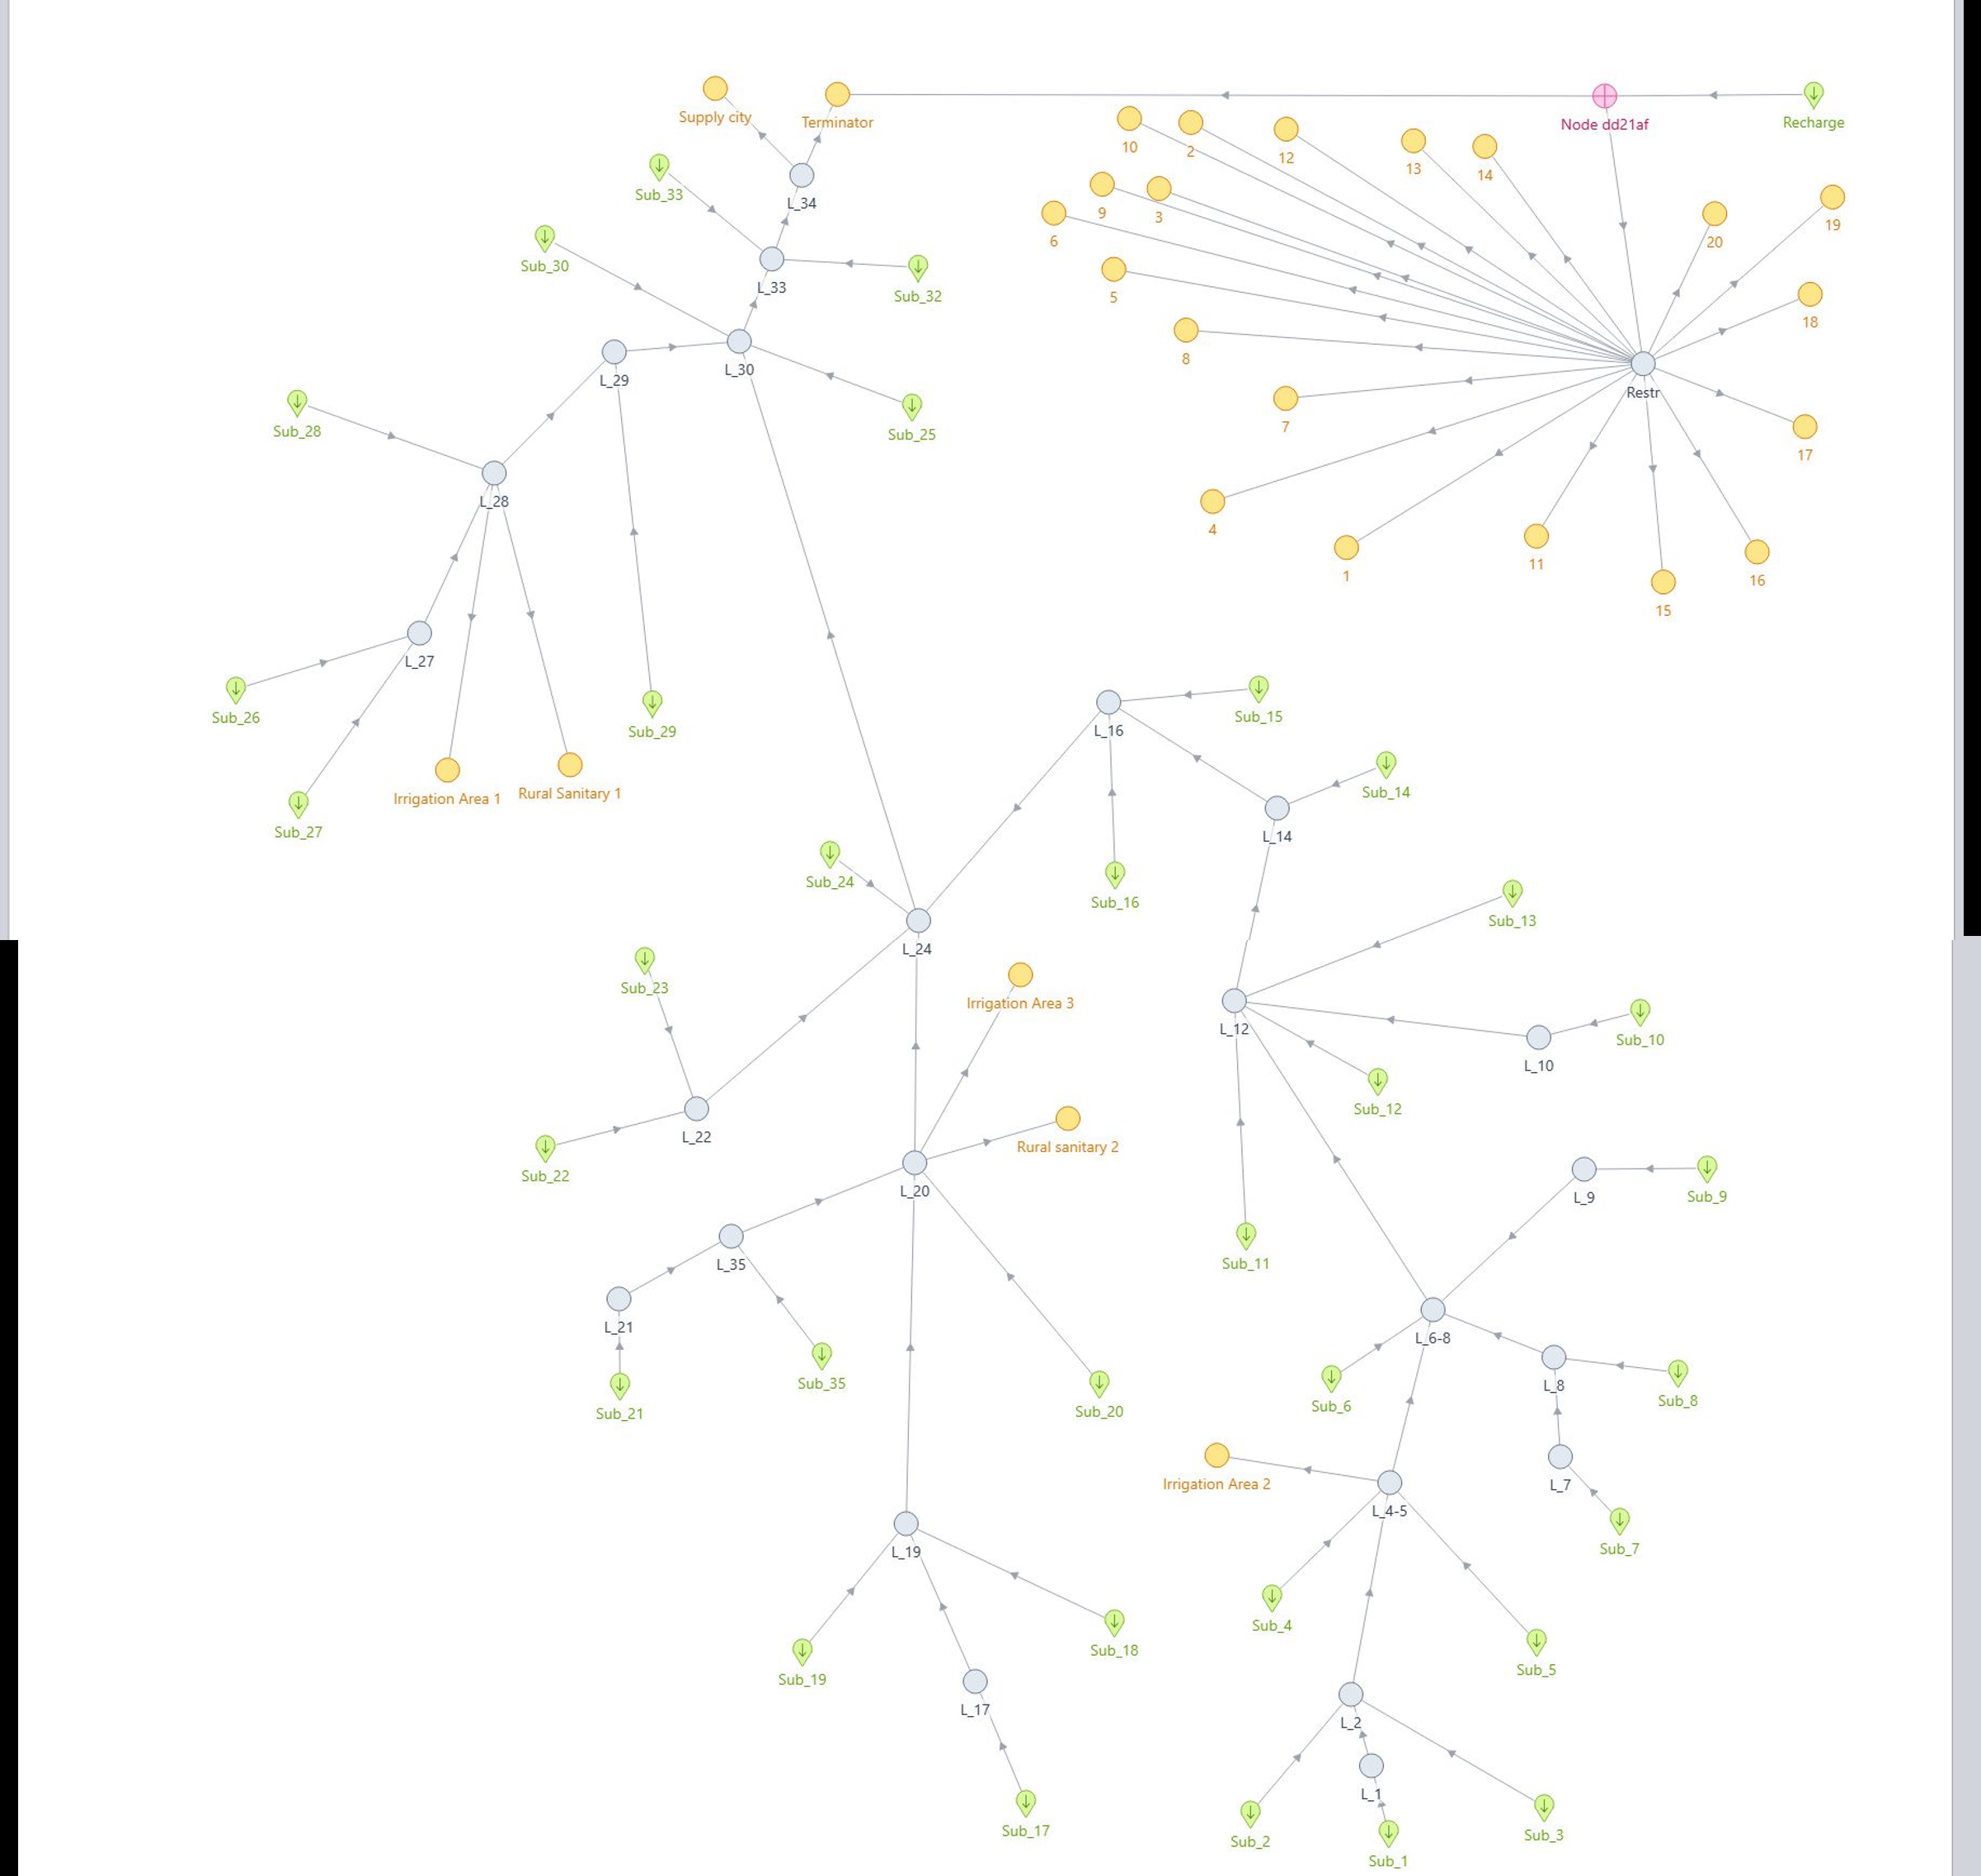 Supply city
Terminator
Node dd21af
Recharge
10
2
12
13
14
Sub_33
L_34
9
3
6
20
19
Sub_30
L_33
Sub_32
5
18
8
L_29
L_30
Restr
7
Sub_28
Sub_25
17
L_28
4
11
1
16
15
L_27
Sub_26
Sub_29
L_16
Sub_15
Irrigation Area 1
Rural Sanitary 1
Sub_14
Sub_27
L_14
Sub_24
Sub_16
Sub_13
L_24
Sub_23
Irrigation Area 3
L_12
Sub_10
L_10
Sub_12
L_22
Rural sanitary 2
Sub_22
L_20
L_9
Sub_9
L_35
Sub_11
L_21
L_6-8
Sub_35
L_8
Sub_8
Sub_21
Sub_20
Sub_6
Irrigation Area 2
L_7
L_4-5
L_19
Sub_7
Sub_4
Sub_18
Sub_5
Sub_19
L_17
L_2
L_1
Sub_17
Sub_2
Sub_3
Sub_1